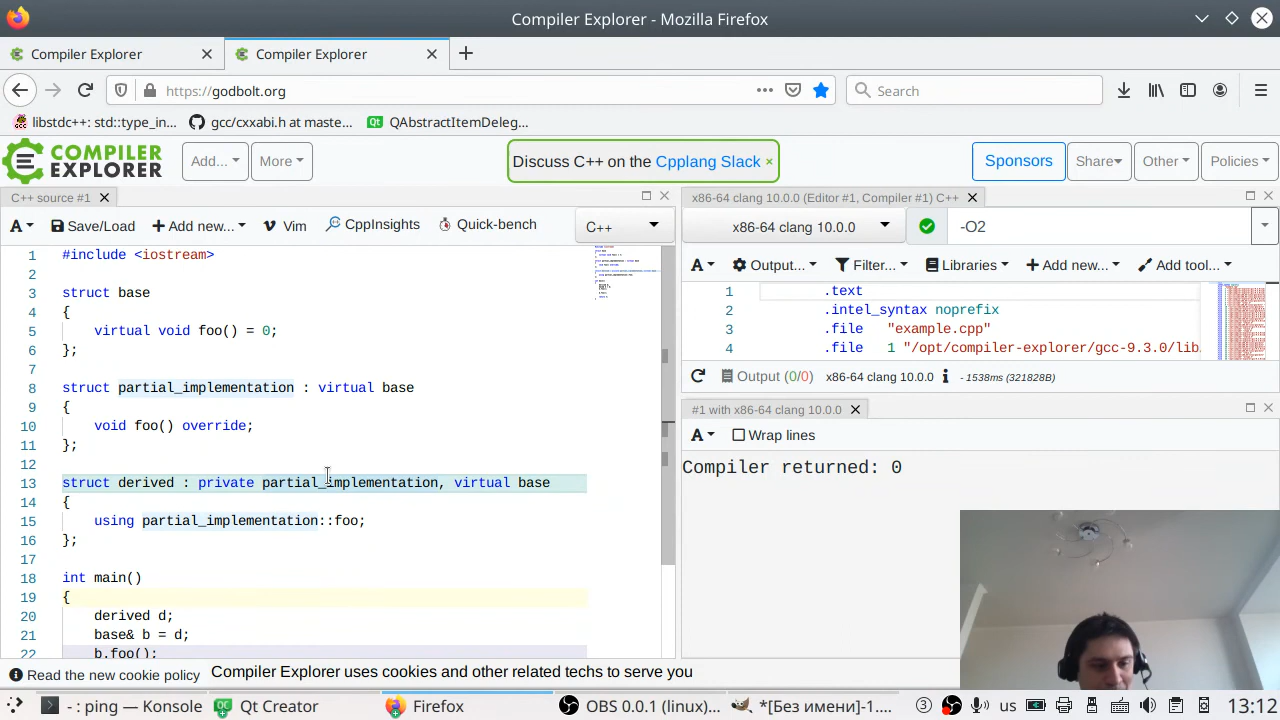 Compiler Explorer - Mozilla Firefox
Compiler Explorer
Compiler Explorer
https://godbolt.org
Search
libstdc++: std::type_in...
gcc/cxxabi.h at maste...
QAbstractItemDeleg...
COMPILER EXPLORER
Add...
More
Discuss C++ on the Cpplang Slack ×
Sponsors
Share
Other
Policies
C++ source #1
A
Save/Load
Add new...
Vim
CppInsights
Quick-bench
C++
1 #include <iostream>
2
3 struct base
4 {
5 virtual void foo() = 0;
6 };
7
8 struct partial_implementation : virtual base
9 {
10 void foo() override;
11 };
12
13 struct derived : private partial_implementation, virtual base
14 {
15 using partial_implementation::foo;
16 };
17
18 int main()
19 {
20 derived d;
21 base& b = d;
22 b.foo();
x86-64 clang 10.0.0 (Editor #1, Compiler #1) C++
x86-64 clang 10.0.0
-O2
A
Output...
Filter...
Libraries
Add new...
Add tool...
1 .text
2 .intel_syntax noprefix
3 .file "example.cpp"
4 .file 1 "/opt/compiler-explorer/gcc-9.3.0/lib.
Output (0/0) x86-64 clang 10.0.0 i - 1538ms (321828B)
#1 with x86-64 clang 10.0.0
A
Wrap lines
Compiler returned: 0
Read the new cookie policy
Compiler Explorer uses cookies and other related techs to serve you
- : ping — Konsole
Qt Creator
Firefox
OBS 0.0.1 (linux)...
*[Без имени]-1....
3
us
13:12